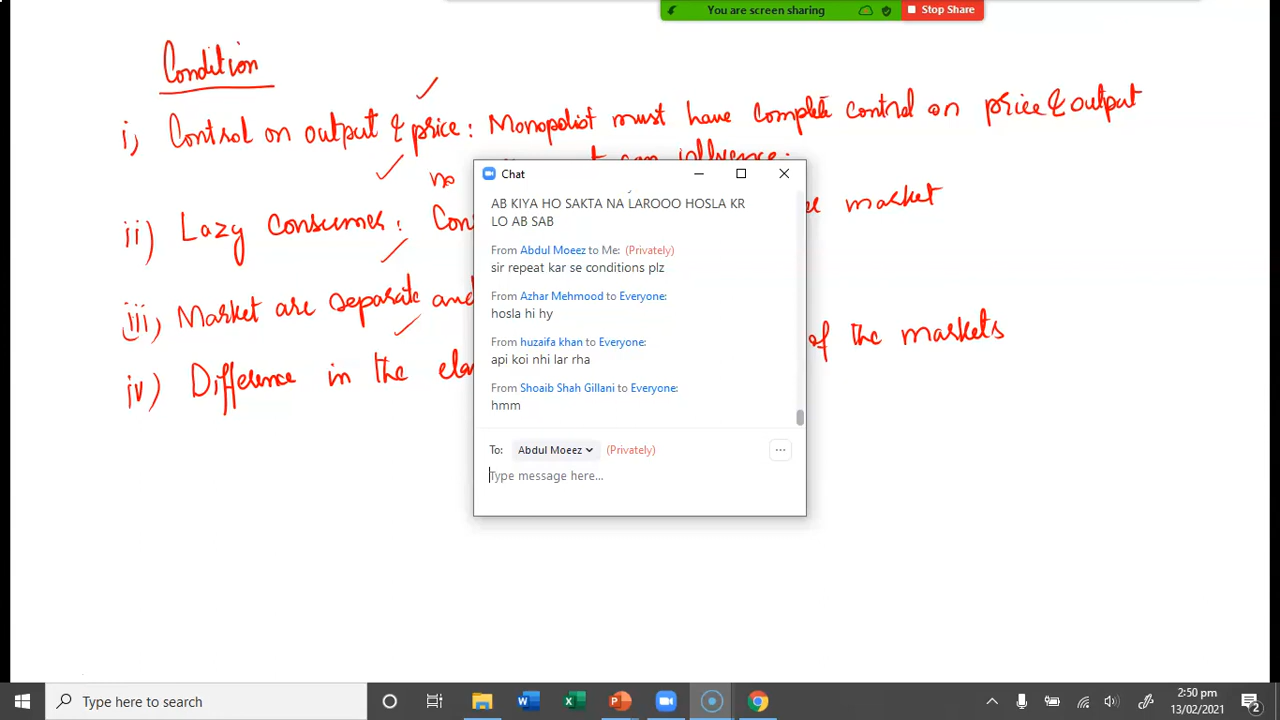 You are screen sharing
Stop Share
Condition
i) Control on output & price : Monopolist must have complete control on price & output
no
ii) Lazy consumer : market
iii) Market are separate and
iv) Difference in the of the markets
Chat
AB KIYA HO SAKTA NA LAROOO HOSLA KR
LO AB SAB
From Abdul Moeez to Me: (Privately)
sir repeat kar se conditions plz
From Azhar Mehmood to Everyone:
hosla hi hy
From huzaifa khan to Everyone:
api koi nhi lar rha
From Shoaib Shah Gillani to Everyone:
hmm
To: Abdul Moeez (Privately)
Type message here...
Type here to search
2:50 pm
13/02/2021
2